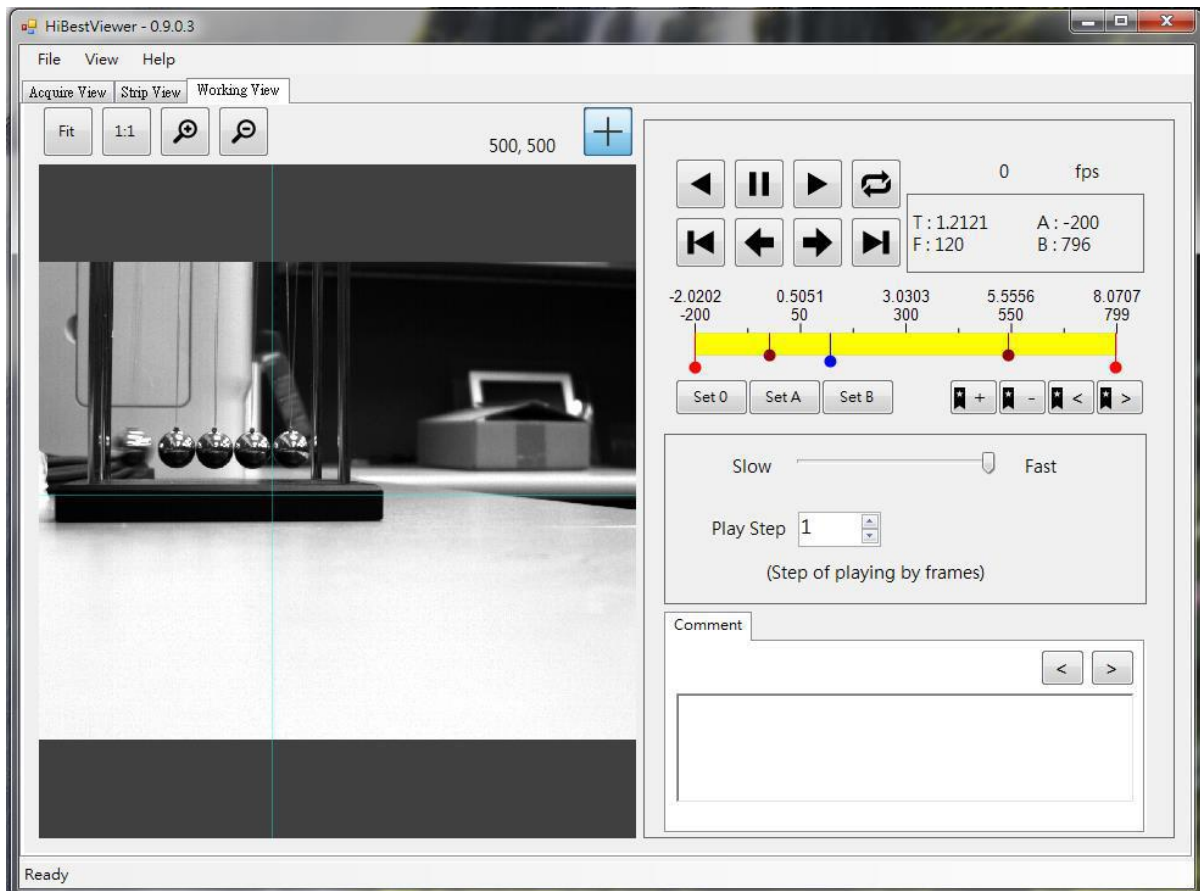 HiBestViewer - 0.9.0.3
File View Help
Acquire View Strip View Working View
Fit 1:1 500, 500
0 fps
T : 1.2121 A : -200
F : 120 B : 796
-2.0202 0.5051 3.0303 5.5556 8.0707
-200 50 300 550 799
Set 0 Set A Set B + - < >
Slow Fast
Play Step 1
(Step of playing by frames)
Comment
< >
Ready